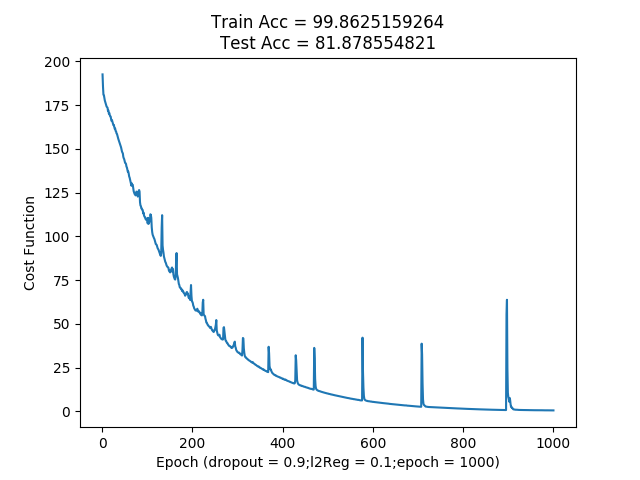 Train Acc = 99.8625159264
Test Acc = 81.878554821
200
175
150
125
100
75
50
25
0
Cost Function
0 200 400 600 800 1000
Epoch (dropout = 0.9;l2Reg = 0.1;epoch = 1000)